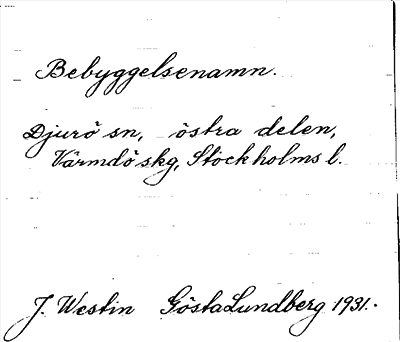 Bebyggelsenamn.
Djurö sn, östra delen,
Värmdö skg, Stockholms l.
J. Westin Gösta Lundberg 1931.